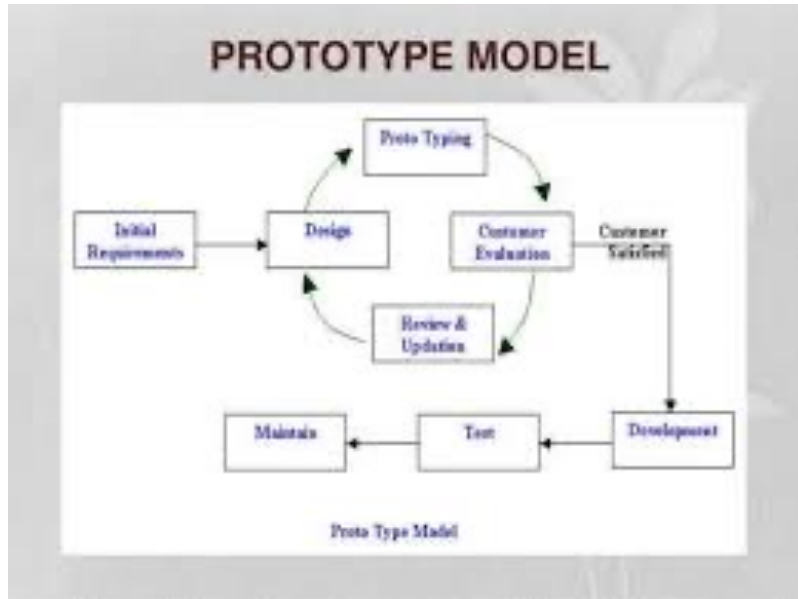 PROTOTYPE MODEL
Proto Typing
Initial
Requirements
Design
Customer
Evaluation
Customer
Satisfied
Review &
Updation
Maintain
Test
Development
Proto Type Model